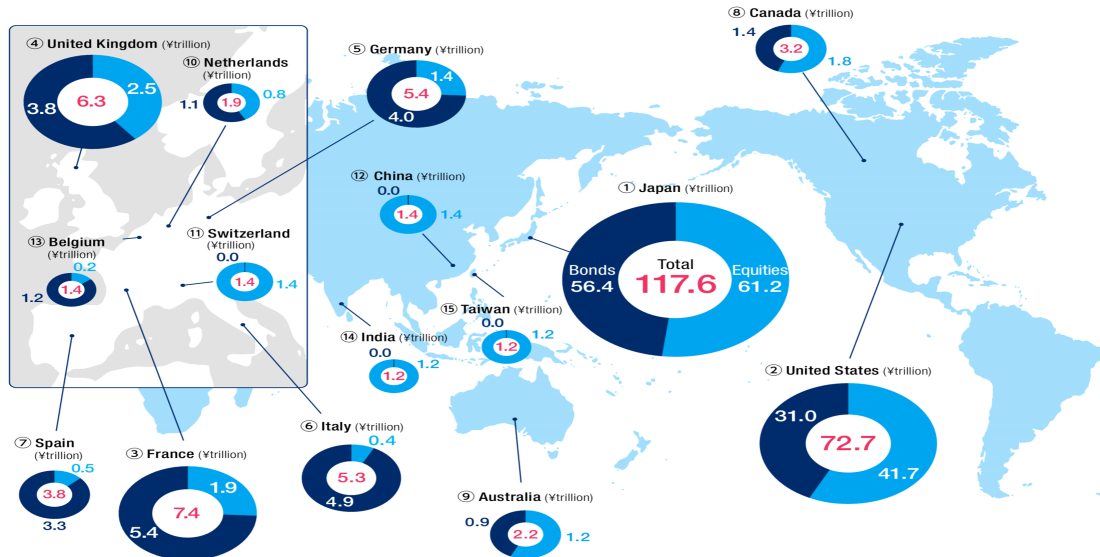 ① Japan (¥trillion)
Bonds
56.4
Total
117.6
Equities
61.2
② United States (¥trillion)
31.0
72.7
41.7
③ France (¥trillion)
1.9
7.4
5.4
④ United Kingdom (¥trillion)
2.5
6.3
3.8
⑤ Germany (¥trillion)
1.4
5.4
4.0
⑥ Italy (¥trillion)
0.4
5.3
4.9
⑦ Spain
(¥trillion)
0.5
3.8
3.3
⑧ Canada (¥trillion)
1.4
3.2
1.8
⑨ Australia (¥trillion)
0.9
2.2
1.2
⑩ Netherlands
(¥trillion)
1.1
1.9
0.8
⑪ Switzerland
(¥trillion)
0.0
1.4
1.4
⑫ China (¥trillion)
0.0
1.4
1.4
⑬ Belgium
(¥trillion)
0.2
1.4
1.2
⑭ India (¥trillion)
0.0
1.2
1.2
⑮ Taiwan (¥trillion)
0.0
1.2
1.2